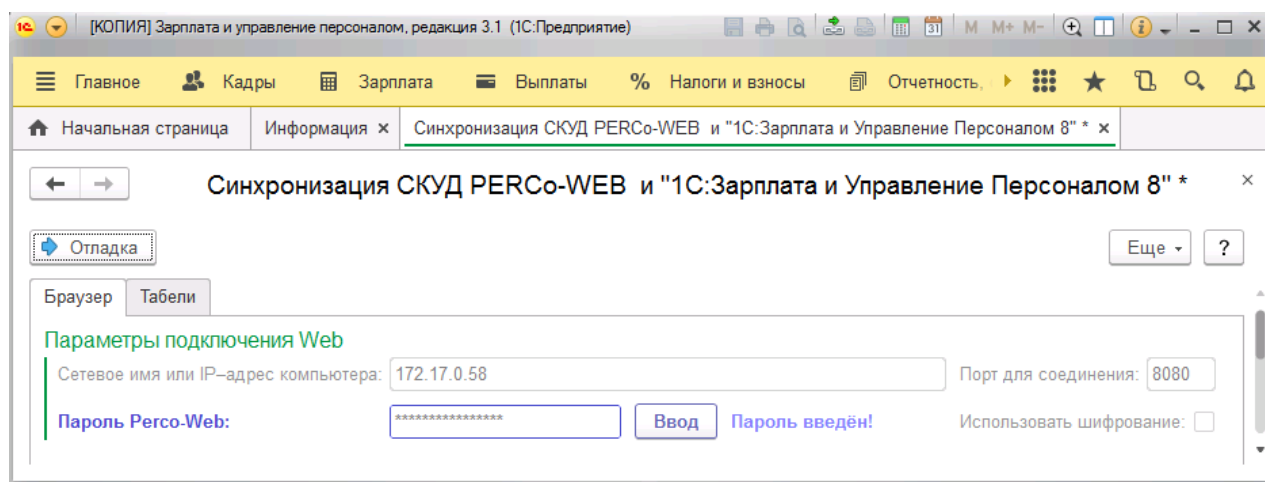 [КОПИЯ] Зарплата и управление персоналом, редакция 3.1 (1С:Предприятие) 31 M M+ M-
Главное Кадры Зарплата Выплаты % Налоги и взносы Отчетность,
Начальная страница Информация × Синхронизация СКУД PERCo-WEB и "1С:Зарплата и Управление Персоналом 8" * ×
Синхронизация СКУД PERCo-WEB и "1С:Зарплата и Управление Персоналом 8" *
Отладка Еще ?
Браузер Табели
Параметры подключения Web
Сетевое имя или IP–адрес компьютера: 172.17.0.58 Порт для соединения: 8080
Пароль Perco-Web: **************** Ввод Пароль введён! Использовать шифрование: